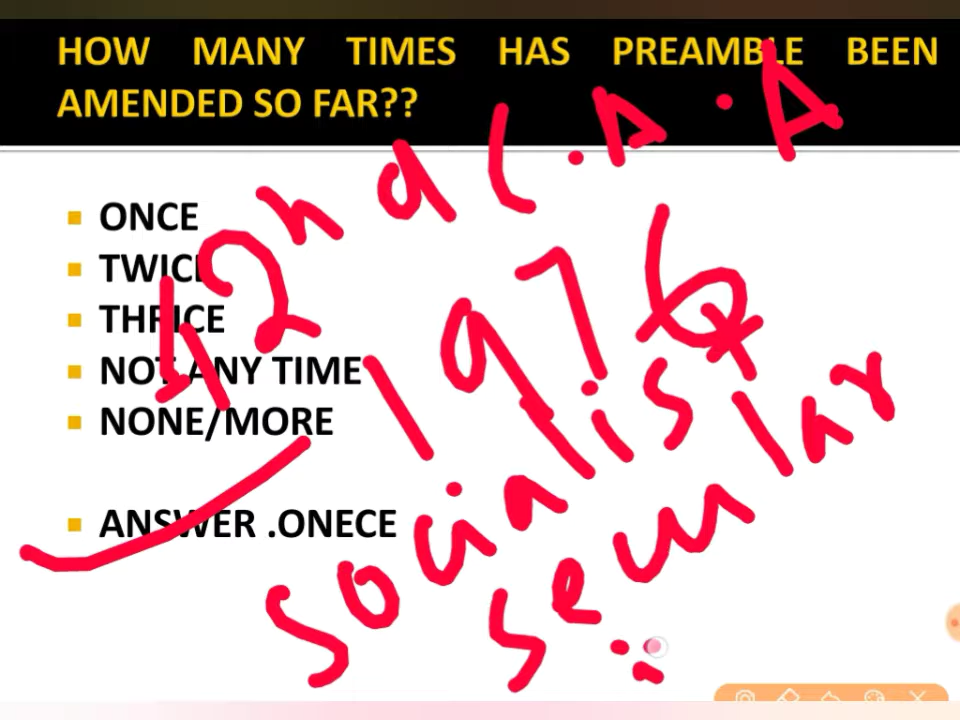 HOW MANY TIMES HAS PREAMBLE BEEN
AMENDED SO FAR??
ONCE
TWICE
THRICE
NOT ANY TIME
NONE/MORE
ANSWER .ONECE
42nd C.A.A
1976
socialist
secular